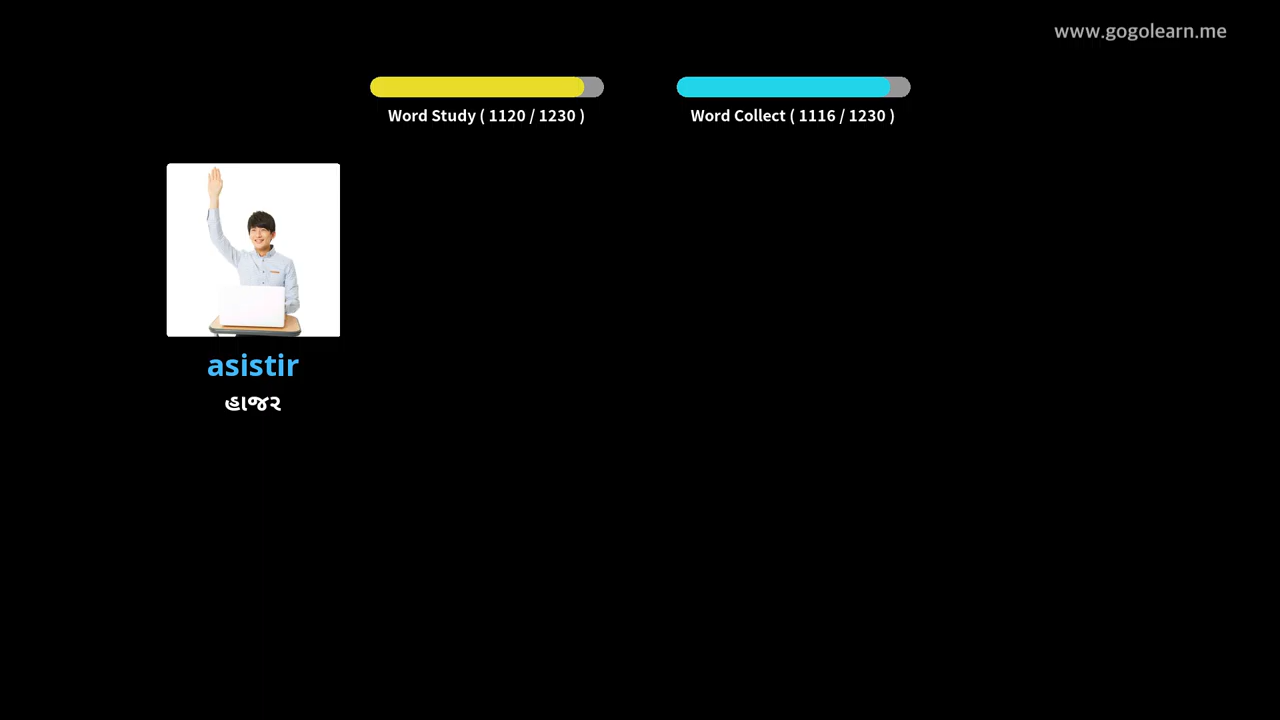 www.gogolearn.me
Word Study ( 1120 / 1230 )
Word Collect ( 1116 / 1230 )
asistir
હાજર